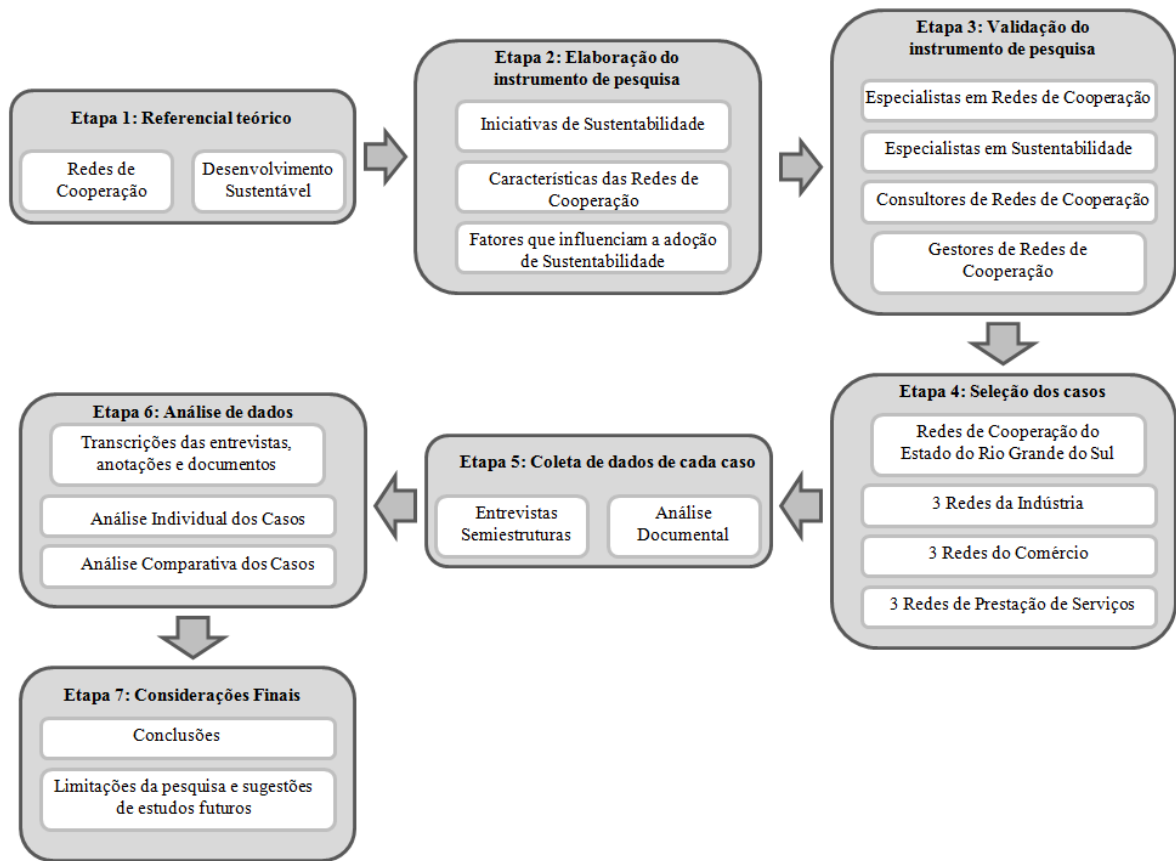 Etapa 1: Referencial teórico
Redes de
Cooperação
Desenvolvimento
Sustentável
Etapa 2: Elaboração do
instrumento de pesquisa
Iniciativas de Sustentabilidade
Características das Redes de
Cooperação
Fatores que influenciam a adoção
de Sustentabilidade
Etapa 3: Validação do
instrumento de pesquisa
Especialistas em Redes de Cooperação
Especialistas em Sustentabilidade
Consultores de Redes de Cooperação
Gestores de Redes de
Cooperação
Etapa 4: Seleção dos casos
Redes de Cooperação do
Estado do Rio Grande do Sul
3 Redes da Indústria
3 Redes do Comércio
3 Redes de Prestação de Serviços
Etapa 5: Coleta de dados de cada caso
Entrevistas
Semiestruturas
Análise
Documental
Etapa 6: Análise de dados
Transcrições das entrevistas,
anotações e documentos
Análise Individual dos Casos
Análise Comparativa dos Casos
Etapa 7: Considerações Finais
Conclusões
Limitações da pesquisa e sugestões
de estudos futuros